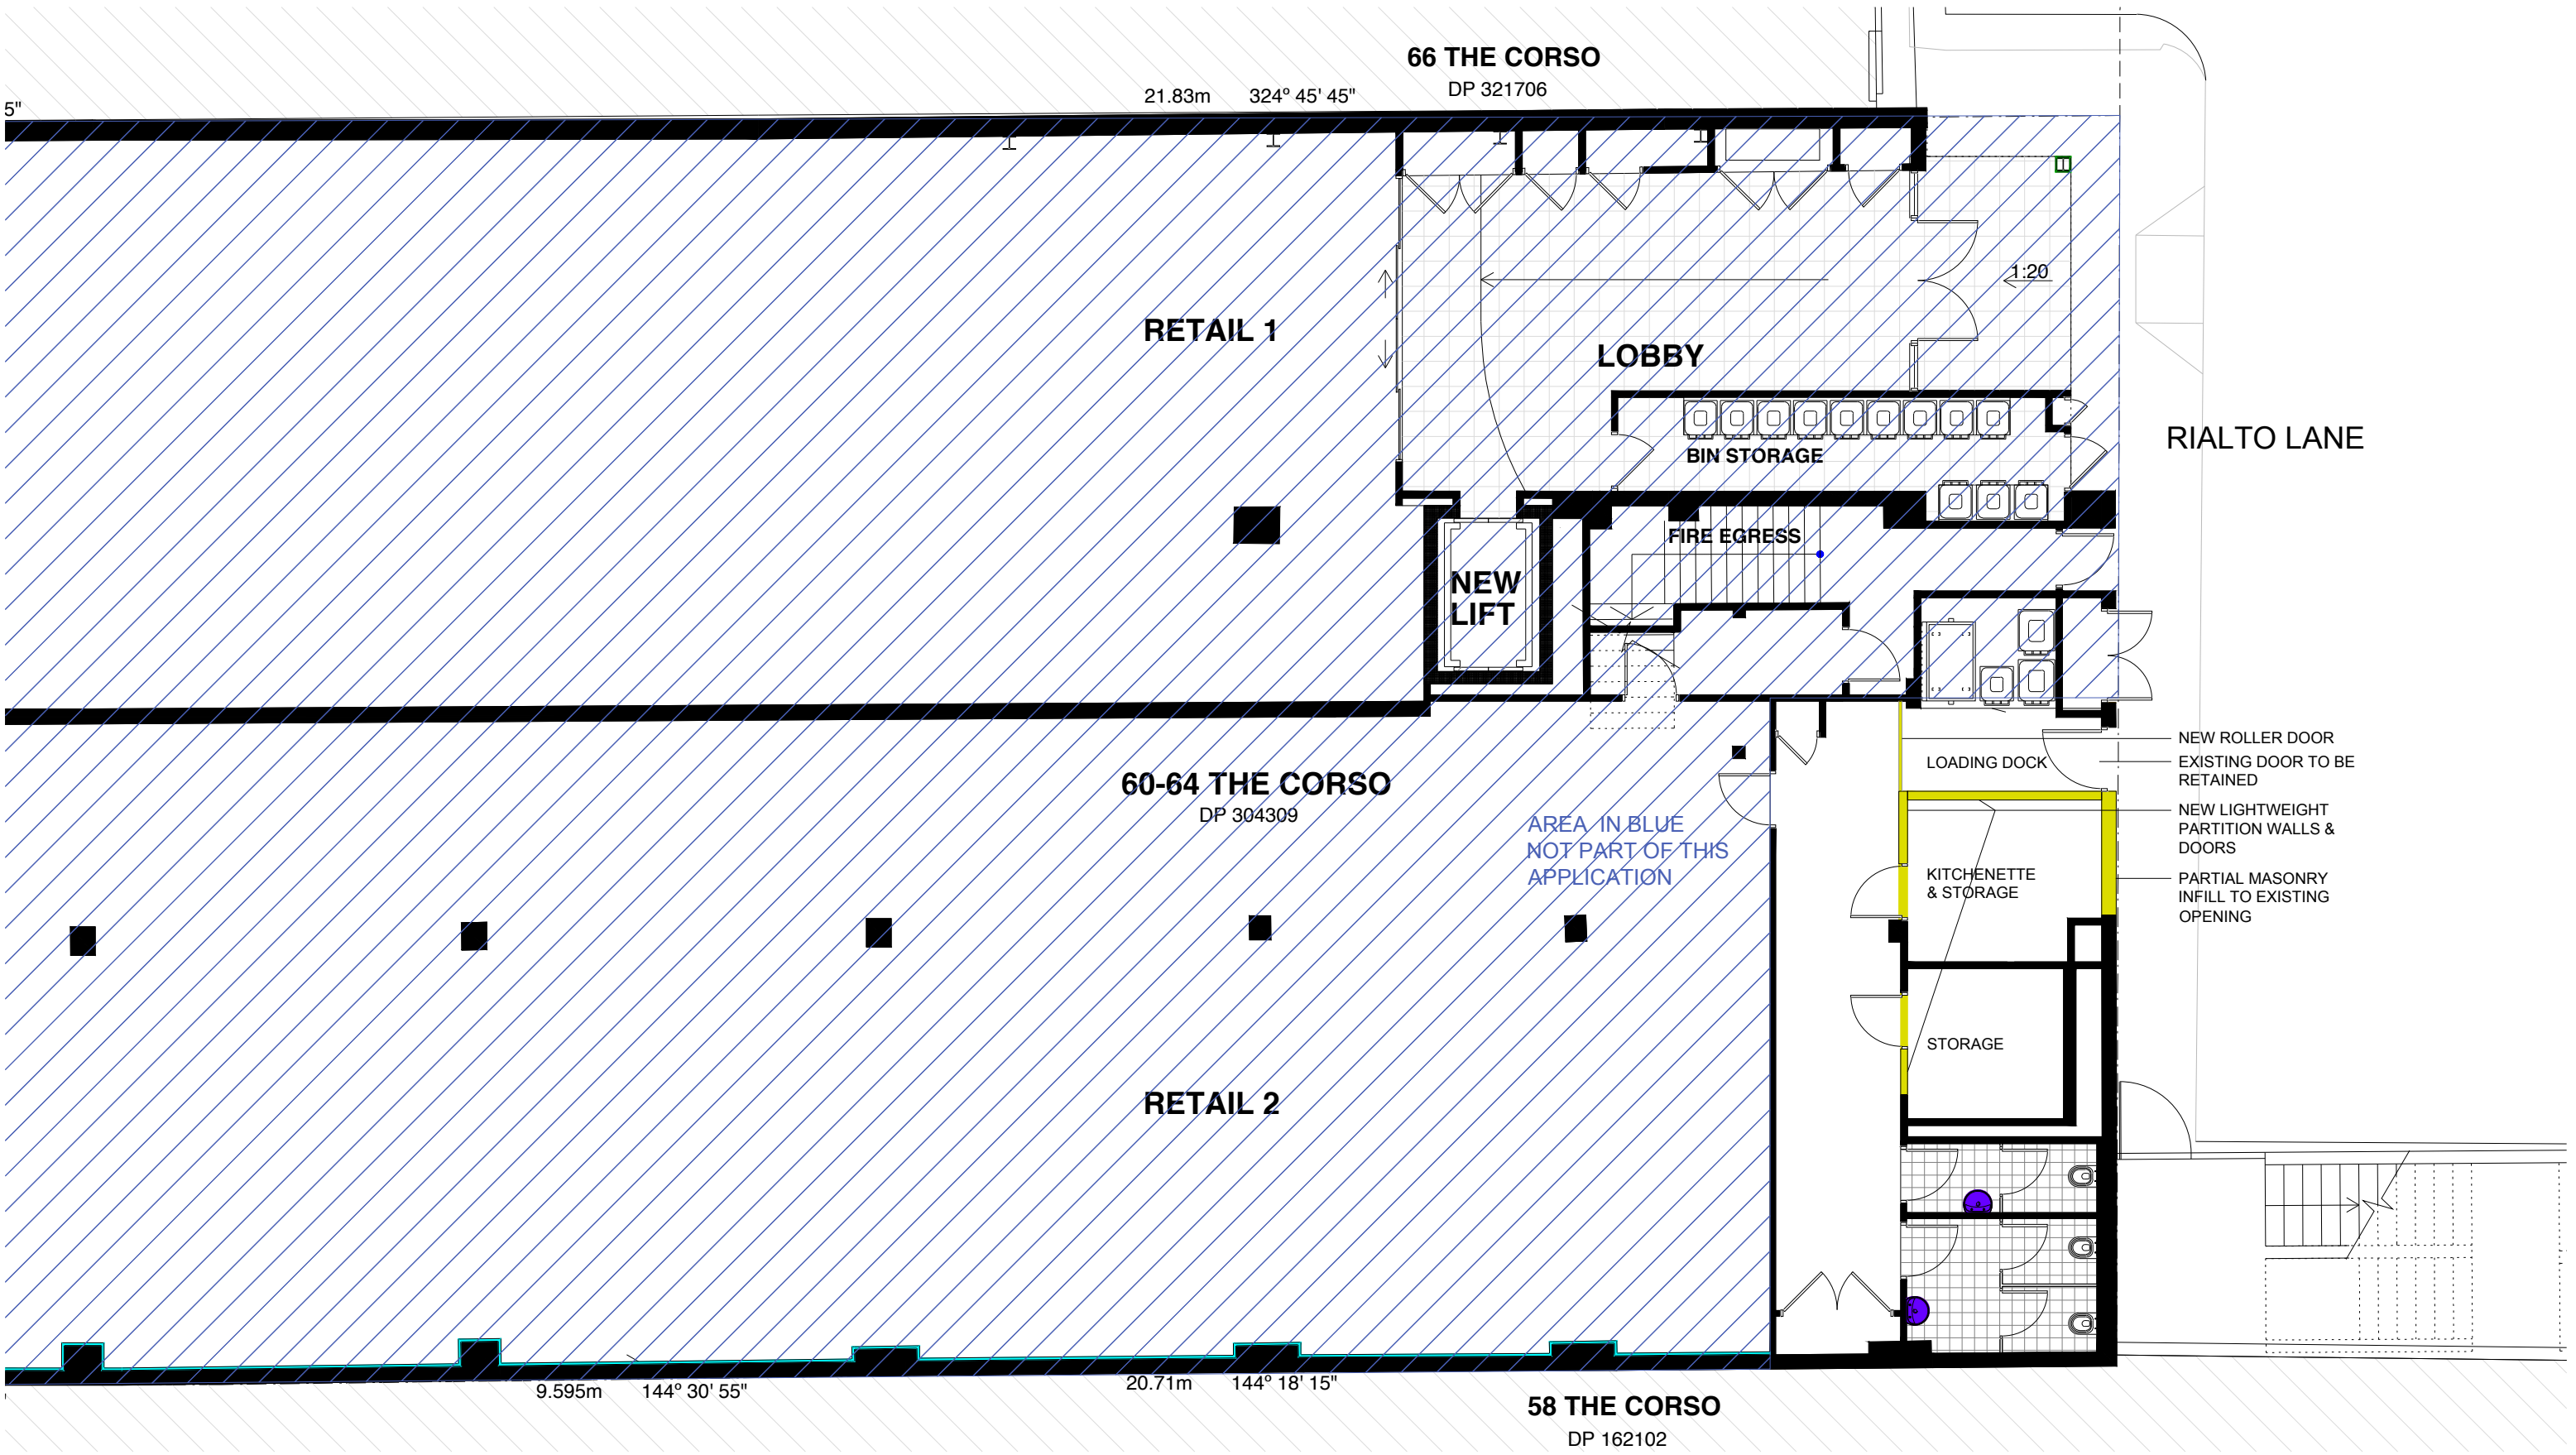 66 THE CORSO
DP 321706
21.83m 324° 45' 45"
5"
1:20
RETAIL 1
LOBBY
RIALTO LANE
BIN STORAGE
FIRE EGRESS
NEW
LIFT
NEW ROLLER DOOR
LOADING DOCK
EXISTING DOOR TO BE
RETAINED
60-64 THE CORSO
DP 304309
NEW LIGHTWEIGHT
PARTITION WALLS &
DOORS
AREA IN BLUE
NOT PART OF THIS
APPLICATION
KITCHENETTE
& STORAGE
PARTIAL MASONRY
INFILL TO EXISTING
OPENING
STORAGE
RETAIL 2
9.595m 144° 30' 55"
20.71m 144° 18' 15"
58 THE CORSO
DP 162102